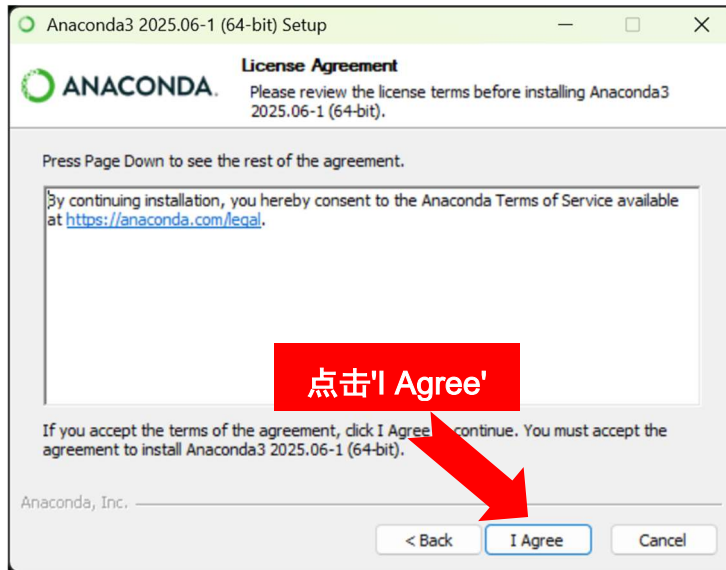 Anaconda3 2025.06-1 (64-bit) Setup
ANACONDA.
License Agreement
Please review the license terms before installing Anaconda3
2025.06-1 (64-bit).
Press Page Down to see the rest of the agreement.
By continuing installation, you hereby consent to the Anaconda Terms of Service available
at https://anaconda.com/legal.
点击'I Agree'
If you accept the terms of the agreement, click I Agree continue. You must accept the
agreement to install Anaconda3 2025.06-1 (64-bit).
Anaconda, Inc.
< Back
I Agree
Cancel